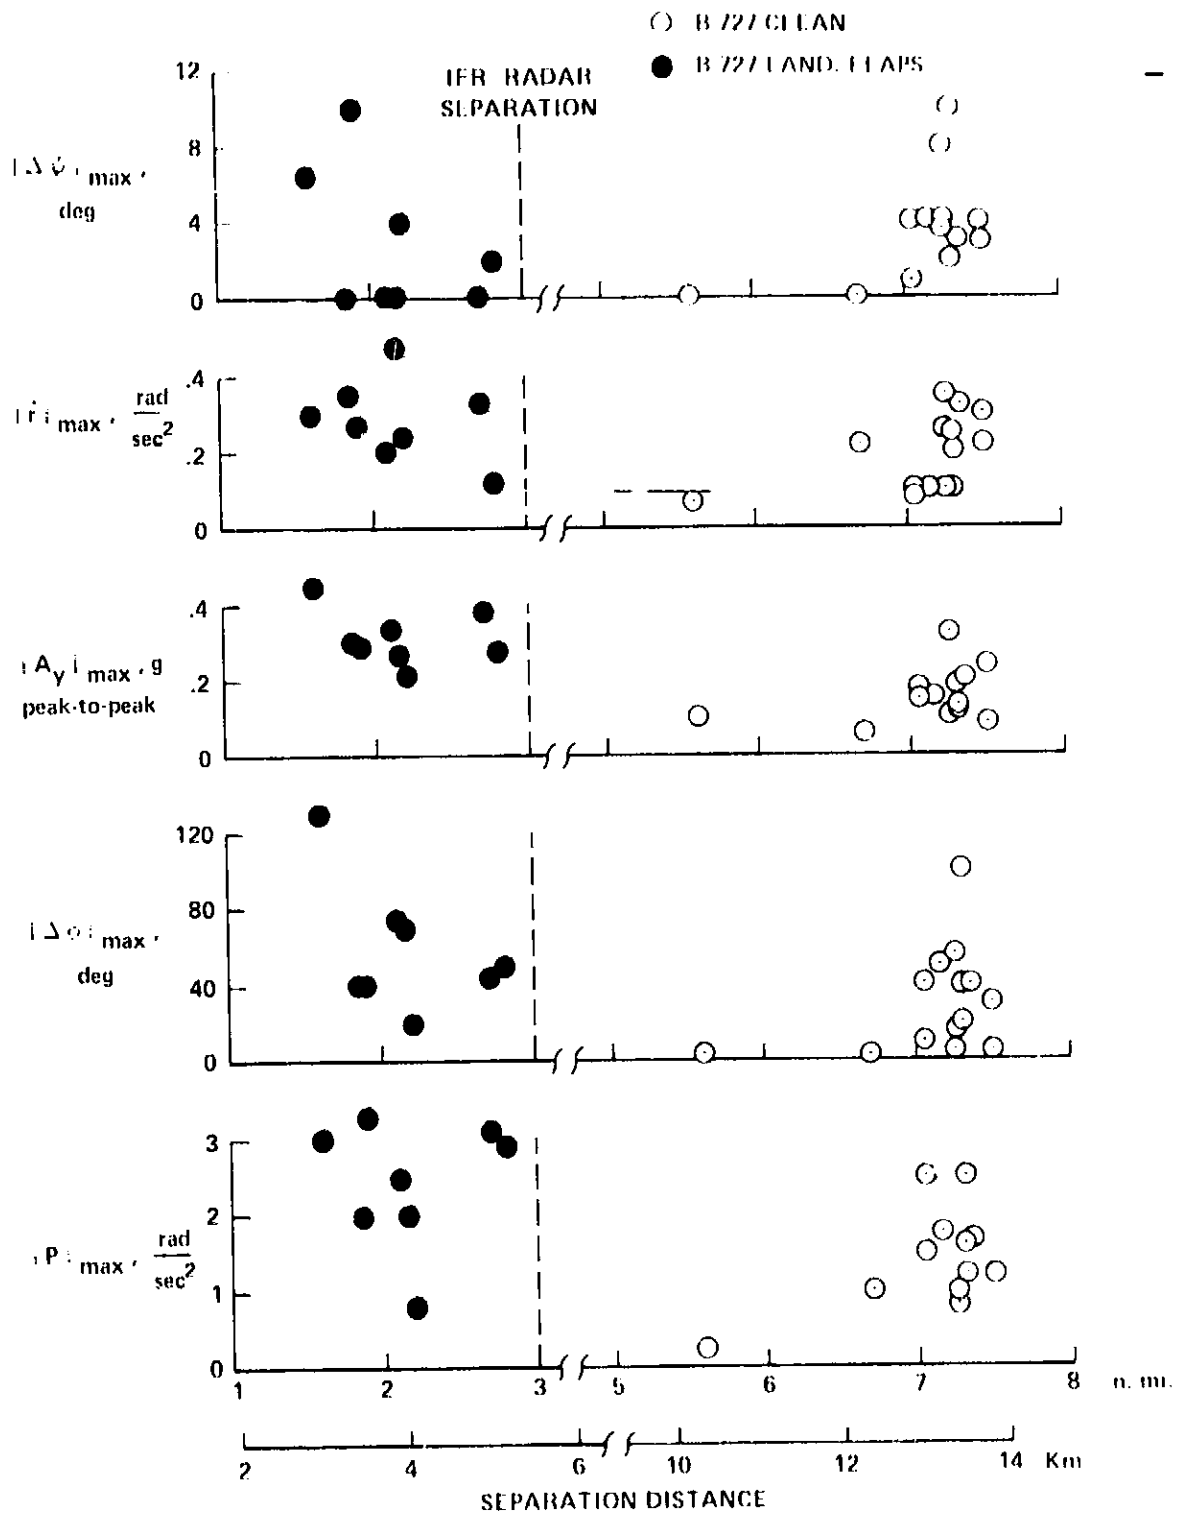 B 727 CLEAN
B 727 LAND. FLAPS
IFR RADAR
SEPARATION
12
8
4
0
|Δψ|max,
deg
.4
.2
0
|ṙ|max, rad
sec2
.4
.2
0
|Ay|max, g
peak-to-peak
120
80
40
0
|Δφ|max,
deg
3
2
1
0
max, rad
sec2
1 2 3 5 6 7 8 n. mi.
2 4 6 10 12 14 Km
SEPARATION DISTANCE